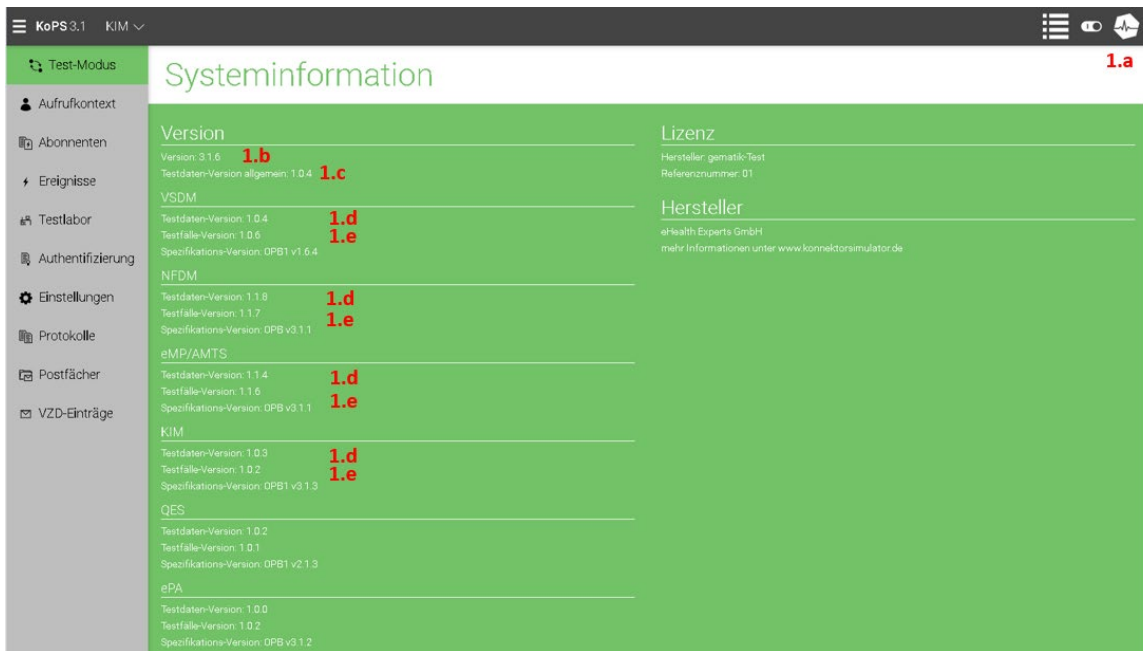 KoPS 3.1 KIM
1.a
Test-Modus
Aufrufkontext
Abonnenten
Ereignisse
Testlabor
Authentifizierung
Einstellungen
Protokolle
Postfächer
VZD-Einträge
Systeminformation
Version
Version: 3.1.6 1.b
Testdaten-Version allgemein: 1.0.4 1.c
VSDM
Testdaten-Version: 1.0.4 1.d
Testfälle-Version: 1.0.6 1.e
Spezifikations-Version: OPB1 v1.6.4
NFDM
Testdaten-Version: 1.1.8 1.d
Testfälle-Version: 1.1.7 1.e
Spezifikations-Version: OPB v3.1.1
eMP/AMTS
Testdaten-Version: 1.1.4 1.d
Testfälle-Version: 1.1.6 1.e
Spezifikations-Version: OPB v3.1.1
KIM
Testdaten-Version: 1.0.3 1.d
Testfälle-Version: 1.0.2 1.e
Spezifikations-Version: OPB1 v3.1.3
QES
Testdaten-Version: 1.0.2
Testfälle-Version: 1.0.1
Spezifikations-Version: OPB1 v2.1.3
ePA
Testdaten-Version: 1.0.0
Testfälle-Version: 1.0.2
Spezifikations-Version: OPB v3.1.2
Lizenz
Hersteller: gematik-Test
Referenznummer: 01
Hersteller
eHealth Experts GmbH
mehr Informationen unter www.konnektorsimulator.de